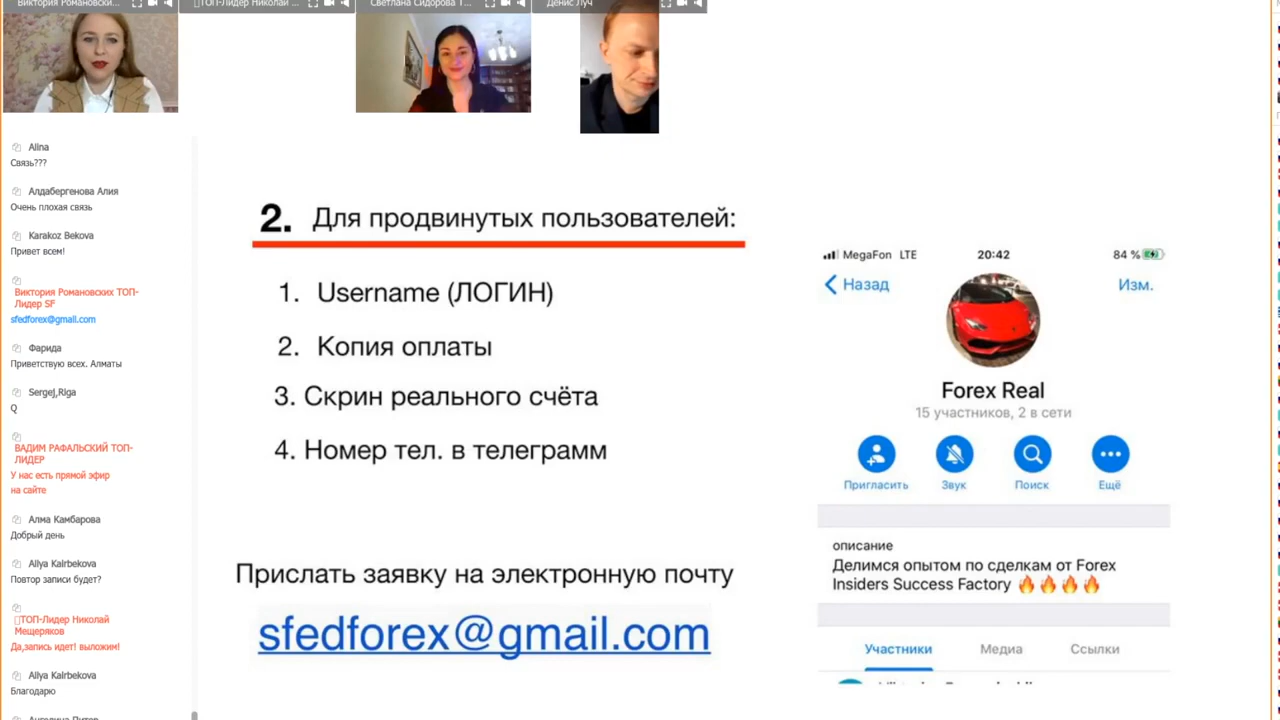 Виктория Романовски...
ТОП-Лидер Николай ...
Светлана Сидорова Т...
Денис Луч
Alina
Связь???
Алдабергенова Алия
Очень плохая связь
Karakoz Bekova
Привет всем!
Виктория Романовских ТОП-
Лидер SF
sfedforex@gmail.com
Фарида
Приветствую всех. Алматы
Sergej,Riga
Q
ВАДИМ РАФАЛЬСКИЙ ТОП-
ЛИДЕР
У нас есть прямой эфир
на сайте
Алма Камбарова
Добрый день
Aliya Kairbekova
Повтор записи будет?
ТОП-Лидер Николай
Мещеряков
Да,запись идет! выложим!
Aliya Kairbekova
Благодарю
2. Для продвинутых пользователей:
1. Username (ЛОГИН)
2. Копия оплаты
3. Скрин реального счёта
4. Номер тел. в телеграмм
Прислать заявку на электронную почту
sfedforex@gmail.com
MegaFon LTE 20:42 84 %
Назад Изм.
Forex Real
15 участников, 2 в сети
Пригласить Звук Поиск Ещё
описание
Делимся опытом по сделкам от Forex
Insiders Success Factory 🔥🔥🔥🔥
Участники Медиа Ссылки